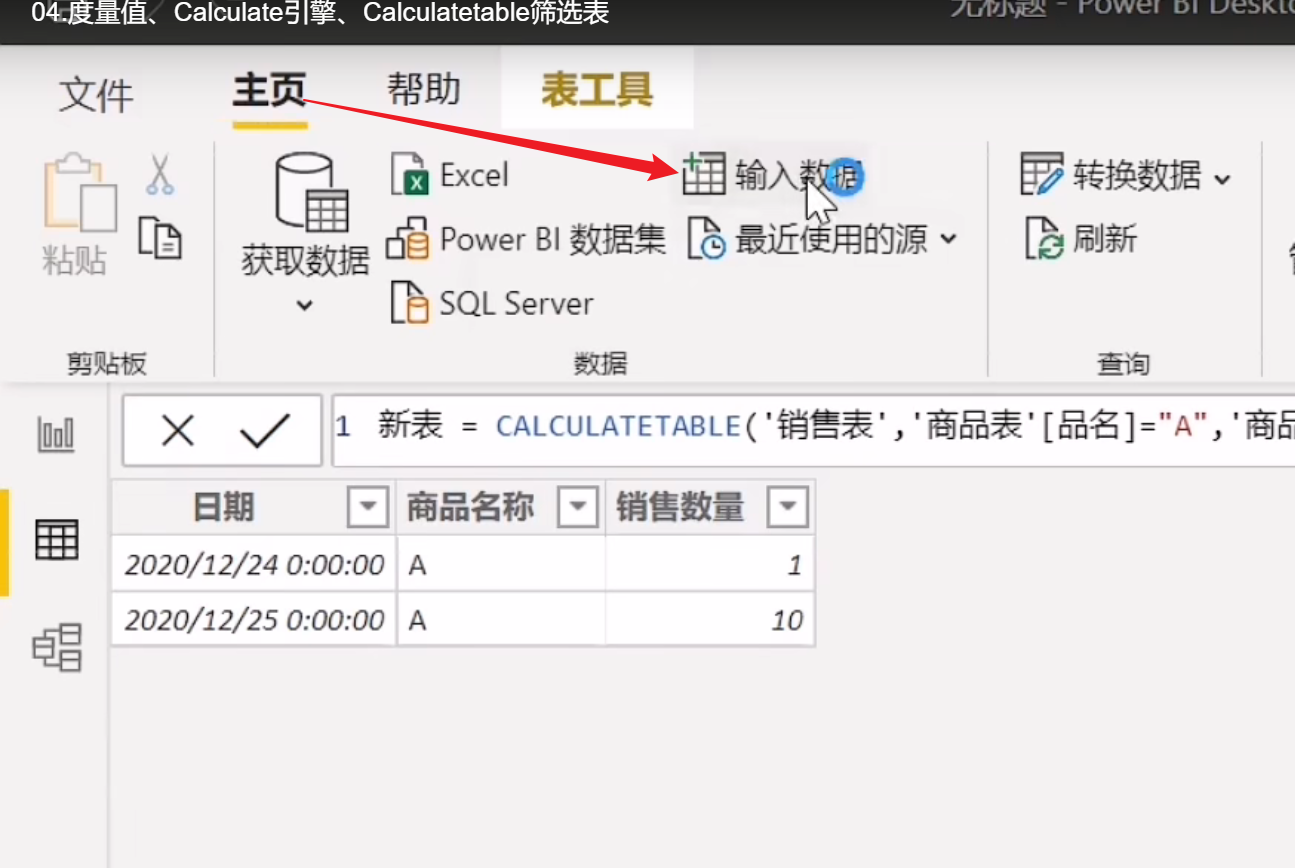 04.度量值、Calculate引擎、Calculatetable筛选表
无标题 - Power BI Deskto
文件 主页 帮助 表工具
粘贴
获取数据
Excel
Power BI 数据集
SQL Server
输入数据
最近使用的源
转换数据
刷新
剪贴板 数据 查询
1 新表 = CALCULATETABLE('销售表','商品表'[品名]="A",'商品
日期 商品名称 销售数量
2020/12/24 0:00:00 A 1
2020/12/25 0:00:00 A 10